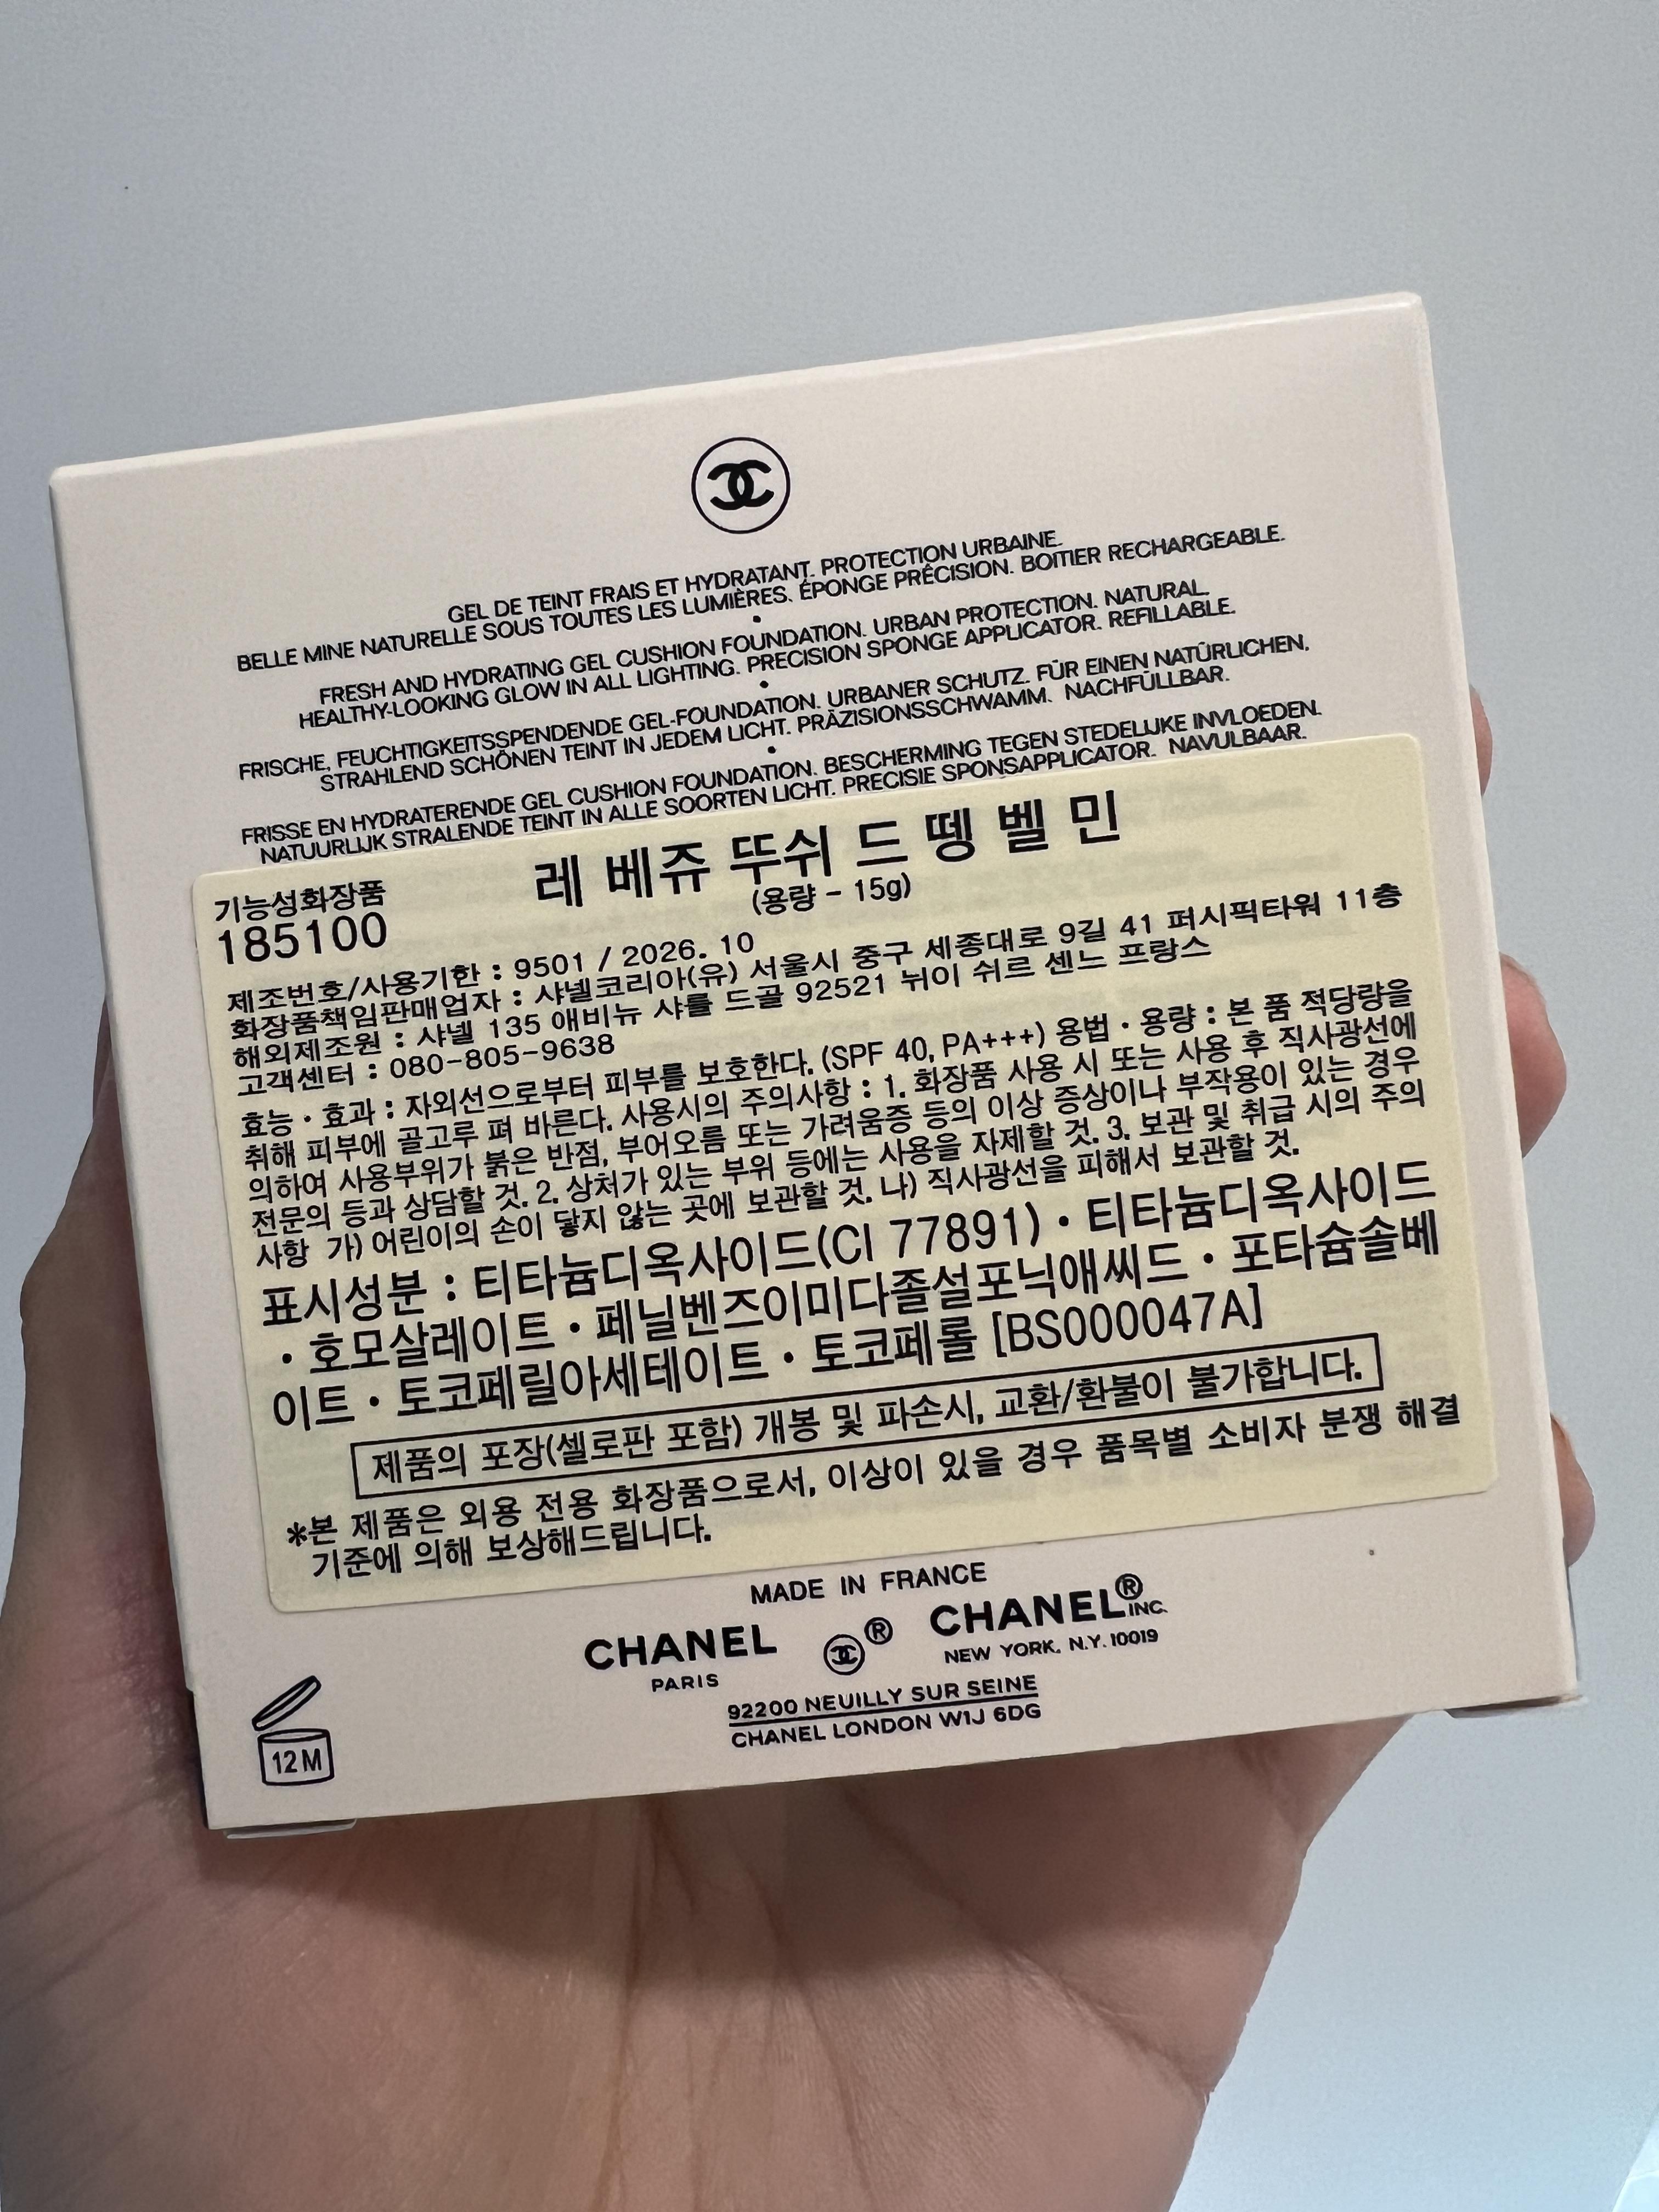 GEL DE TEINT FRAIS ET HYDRATANT. PROTECTION URBAINE.
BELLE MINE NATURELLE SOUS TOUTES LES LUMIÈRES. ÉPONGE PRÉCISION. BOITIER RECHARGEABLE.
•
FRESH AND HYDRATING GEL CUSHION FOUNDATION. URBAN PROTECTION. NATURAL,
HEALTHY-LOOKING GLOW IN ALL LIGHTING. PRECISION SPONGE APPLICATOR. REFILLABLE.
•
FRISCHE, FEUCHTIGKEITSSPENDENDE GEL-FOUNDATION. URBANER SCHUTZ. FÜR EINEN NATÜRLICHEN,
STRAHLEND SCHÖNEN TEINT IN JEDEM LICHT. PRÄZISIONSSCHWAMM. NACHFÜLLBAR.
•
FRISSE EN HYDRATERENDE GEL CUSHION FOUNDATION. BESCHERMING TEGEN STEDELIJKE INVLOEDEN.
NATUURLIJK STRALENDE TEINT IN ALLE SOORTEN LICHT. PRECISIE SPONSAPPLICATOR. NAVULBAAR.
레 베쥬 뚜쉬 드 뗑 벨 민
기능성화장품
(용량 - 15g)
185100
제조번호/사용기한 : 9501 / 2026. 10
화장품책임판매업자 : 샤넬코리아(유) 서울시 중구 세종대로 9길 41 퍼시픽타워 11층
해외제조원 : 샤넬 135 애비뉴 샤를 드골 92521 뉘이 쉬르 센느 프랑스
고객센터 : 080-805-9638
효능 · 효과 : 자외선으로부터 피부를 보호한다. (SPF 40, PA+++) 용법 · 용량 : 본 품 적당량을
취해 피부에 골고루 펴 바른다. 사용시의 주의사항 : 1. 화장품 사용 시 또는 사용 후 직사광선에
의하여 사용부위가 붉은 반점, 부어오름 또는 가려움증 등의 이상 증상이나 부작용이 있는 경우
전문의 등과 상담할 것. 2. 상처가 있는 부위 등에는 사용을 자제할 것. 3. 보관 및 취급 시의 주의
사항 가) 어린이의 손이 닿지 않는 곳에 보관할 것. 나) 직사광선을 피해서 보관할 것.
표시성분 : 티타늄디옥사이드(CI 77891) · 티타늄디옥사이드
· 호모살레이트 · 페닐벤즈이미다졸설포닉애씨드 · 포타슘솔베
이트 · 토코페릴아세테이트 · 토코페롤 [BS000047A]
제품의 포장(셀로판 포함) 개봉 및 파손시, 교환/환불이 불가합니다.
*본 제품은 외용 전용 화장품으로서, 이상이 있을 경우 품목별 소비자 분쟁 해결
기준에 의해 보상해드립니다.
MADE IN FRANCE
CHANEL ® CHANEL® INC.
PARIS NEW YORK, N.Y. 10019
92200 NEUILLY SUR SEINE
CHANEL LONDON W1J 6DG
12 M